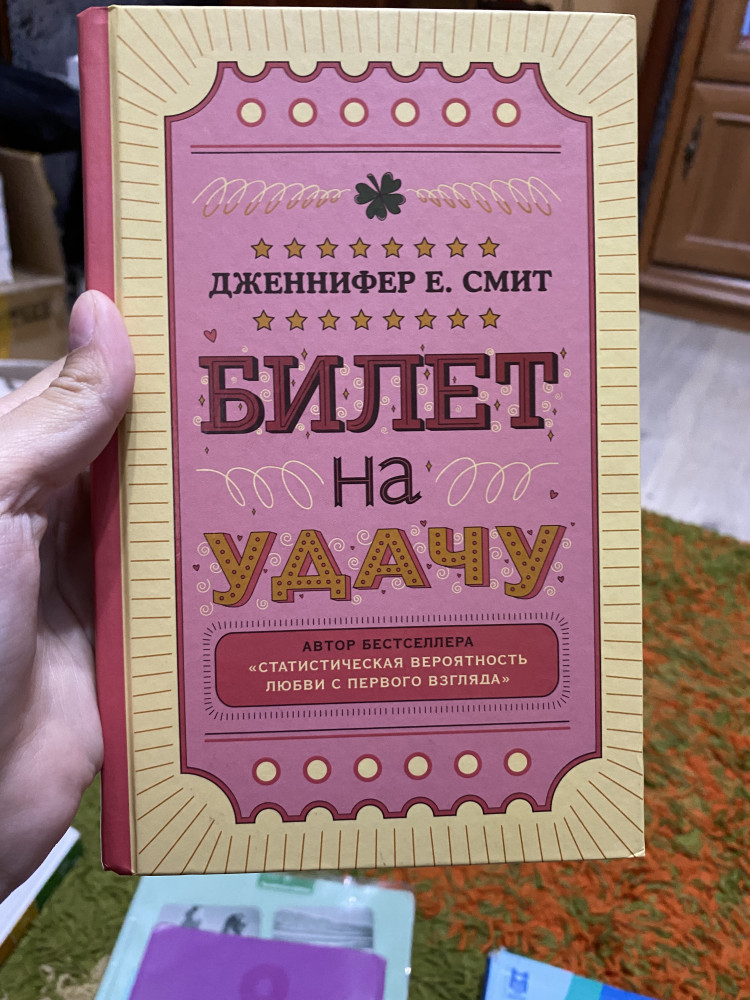 ДЖЕННИФЕР Е. СМИТ
БИЛЕТ
на
УДАЧУ
АВТОР БЕСТСЕЛЛЕРА
«СТАТИСТИЧЕСКАЯ ВЕРОЯТНОСТЬ
ЛЮБВИ С ПЕРВОГО ВЗГЛЯДА»